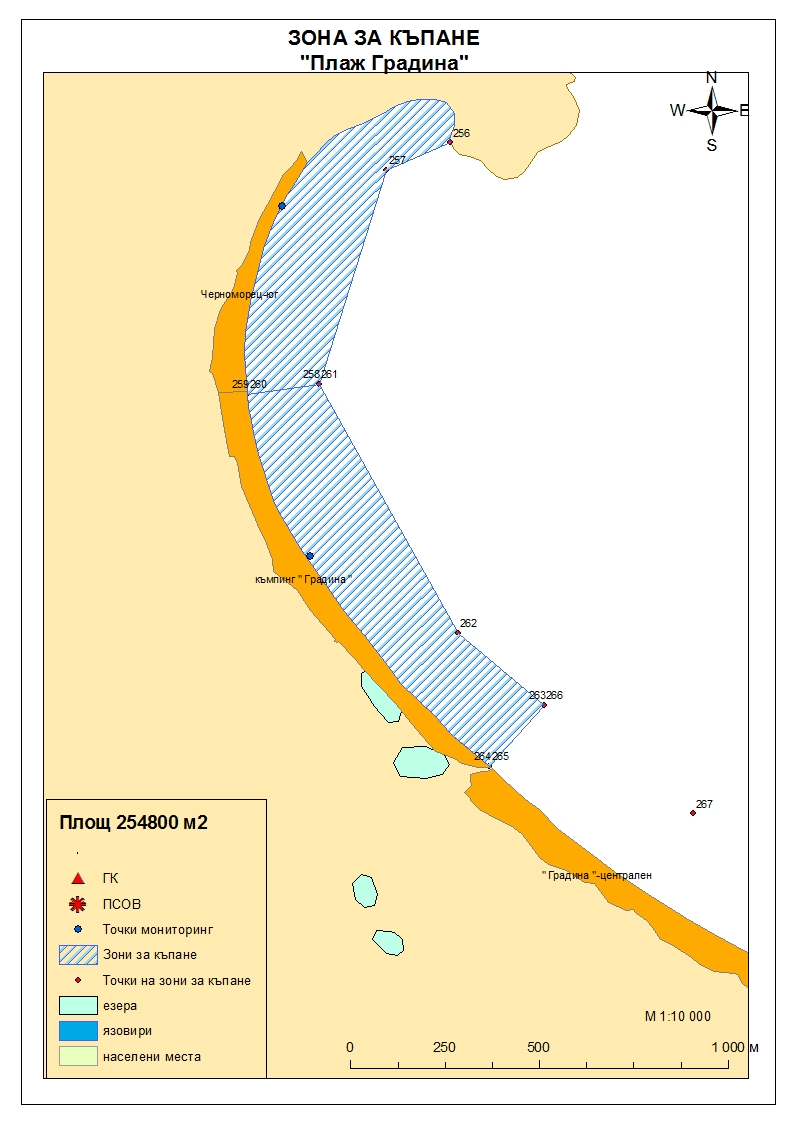 ЗОНА ЗА КЪПАНЕ
"Плаж Градина"
N
W E
S
256
257
Черноморец-юг
258261
259260
къмпинг " Градина "
262
263266
264265
267
" Градина "-централен
Площ 254800 м2
ГК
ПСОВ
Точки мониторинг
Зони за къпане
Точки на зони за къпане
езера
язовири
населени места
М 1:10 000
0 250 500 1 000 м